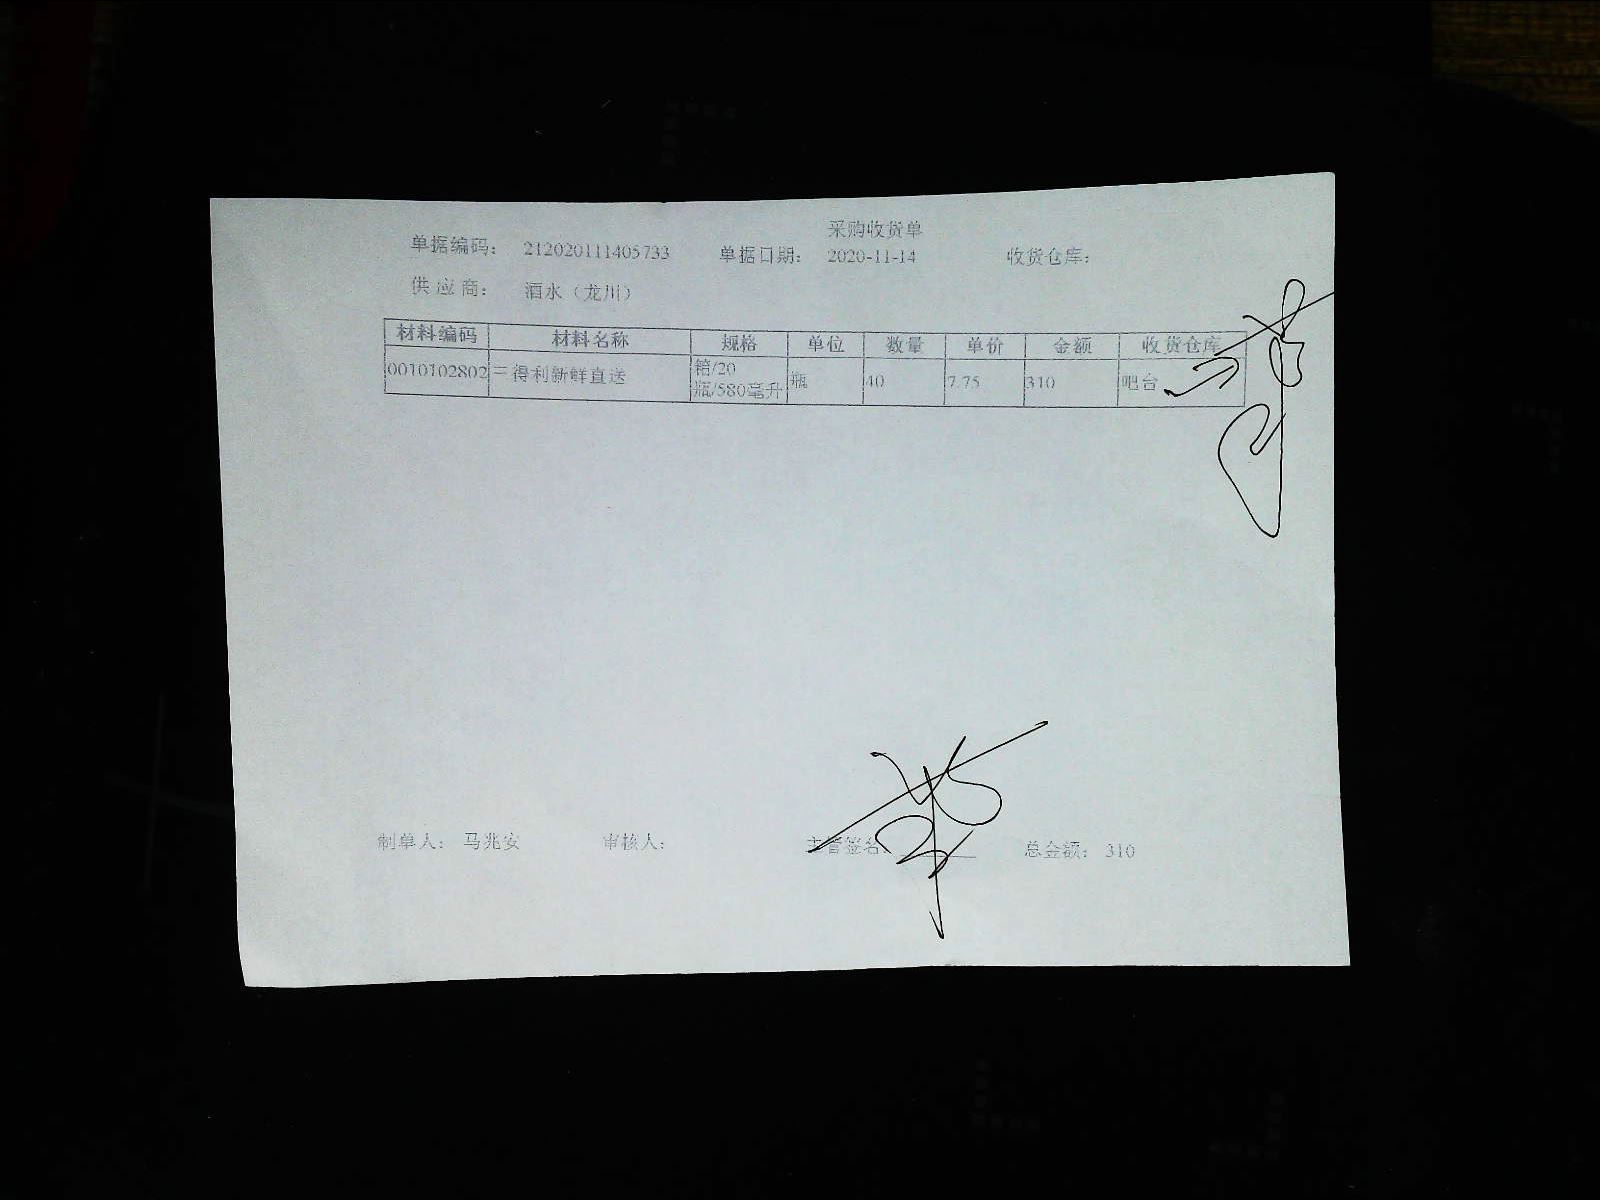 采购收货单
单据编码： 212020111405733 单据日期： 2020-11-14 收货仓库：
供 应 商： 酒水（龙川）
材料编码 材料名称 规格 单位 数量 单价 金额 收货仓库
0010102802 三得利新鲜直送 箱/20瓶/580毫升 瓶 40 7.75 310 吧台
制单人： 马兆安 审核人： 主管签名： 总金额： 310